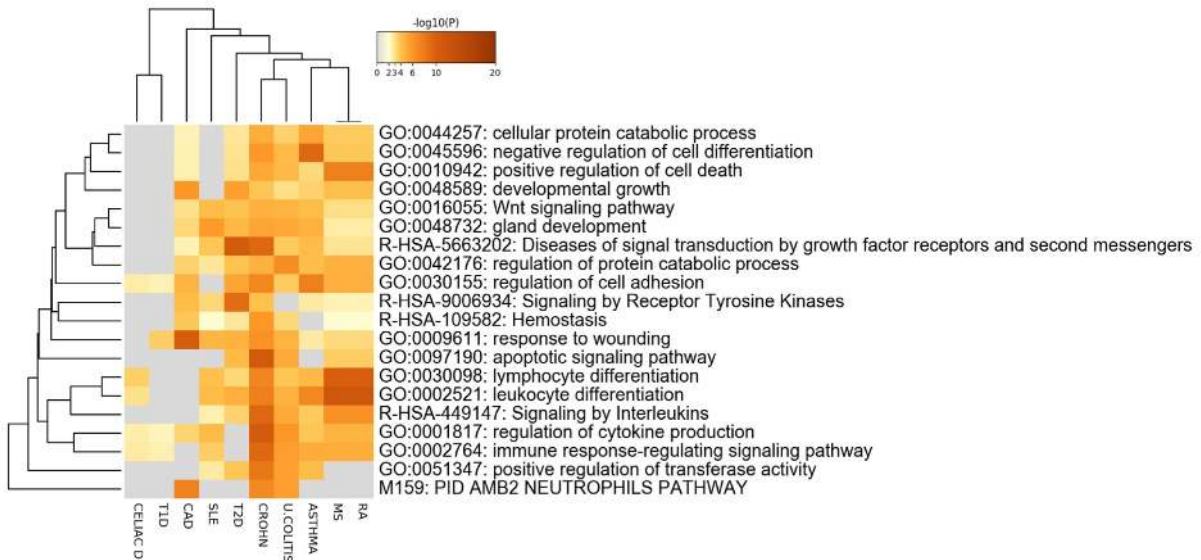 -log10(P)
0 2 3 4 6 10 20
GO:0044257: cellular protein catabolic process
GO:0045596: negative regulation of cell differentiation
GO:0010942: positive regulation of cell death
GO:0048589: developmental growth
GO:0016055: Wnt signaling pathway
GO:0048732: gland development
R-HSA-5663202: Diseases of signal transduction by growth factor receptors and second messengers
GO:0042176: regulation of protein catabolic process
GO:0030155: regulation of cell adhesion
R-HSA-9006934: Signaling by Receptor Tyrosine Kinases
R-HSA-109582: Hemostasis
GO:0009611: response to wounding
GO:0097190: apoptotic signaling pathway
GO:0030098: lymphocyte differentiation
GO:0002521: leukocyte differentiation
R-HSA-449147: Signaling by Interleukins
GO:0001817: regulation of cytokine production
GO:0002764: immune response-regulating signaling pathway
GO:0051347: positive regulation of transferase activity
M159: PID AMB2 NEUTROPHILS PATHWAY
CELIAC D
T1D
CAD
SLE
T2D
CROHN
U.COLITIS
ASTHMA
MS
RA